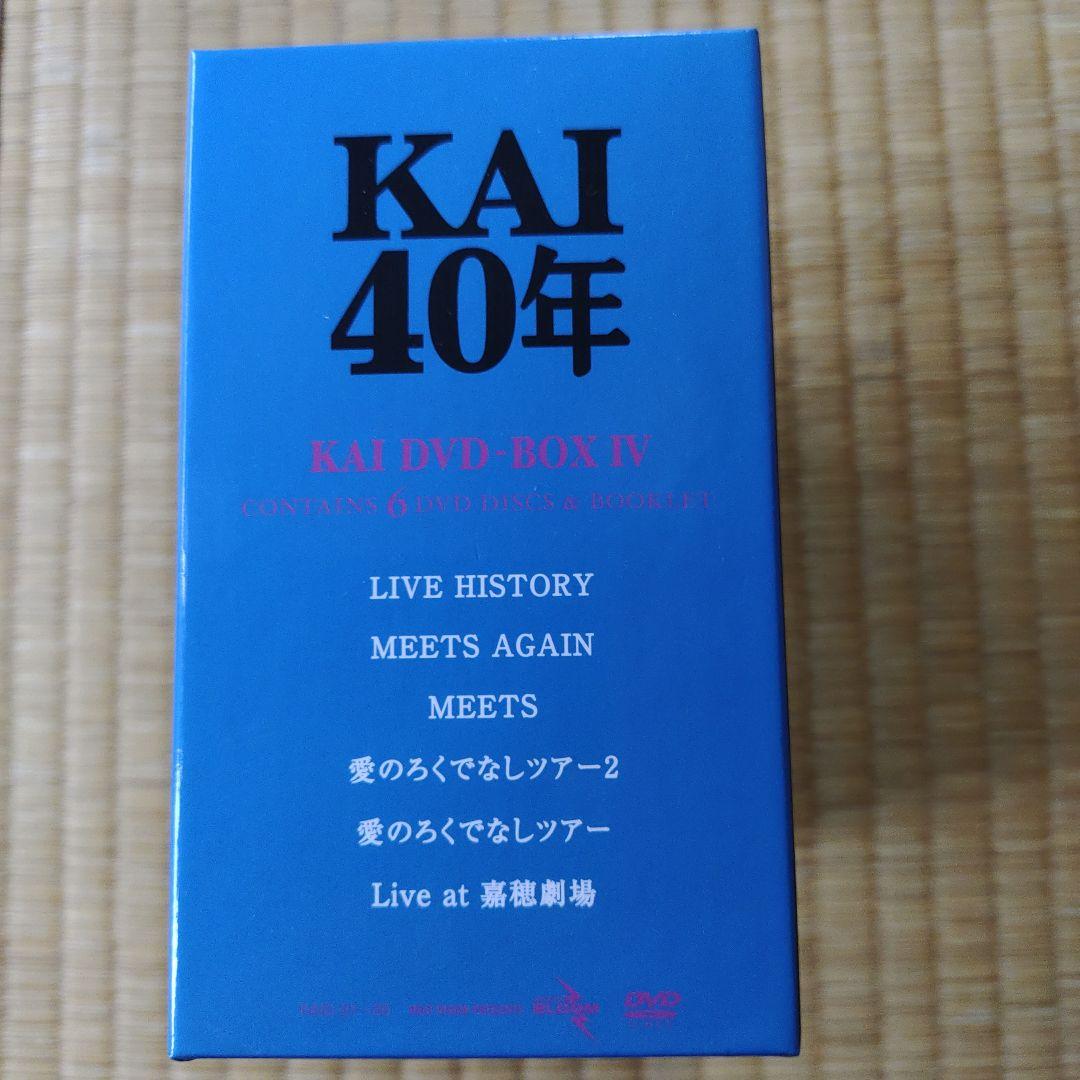 KAI
40年
KAI DVD-BOX IV
CONTAINS 6 DVD DISCS & BOOKLET
LIVE HISTORY
MEETS AGAIN
MEETS
愛のろくでなしツアー2
愛のろくでなしツアー
Live at 嘉穂劇場
DVD